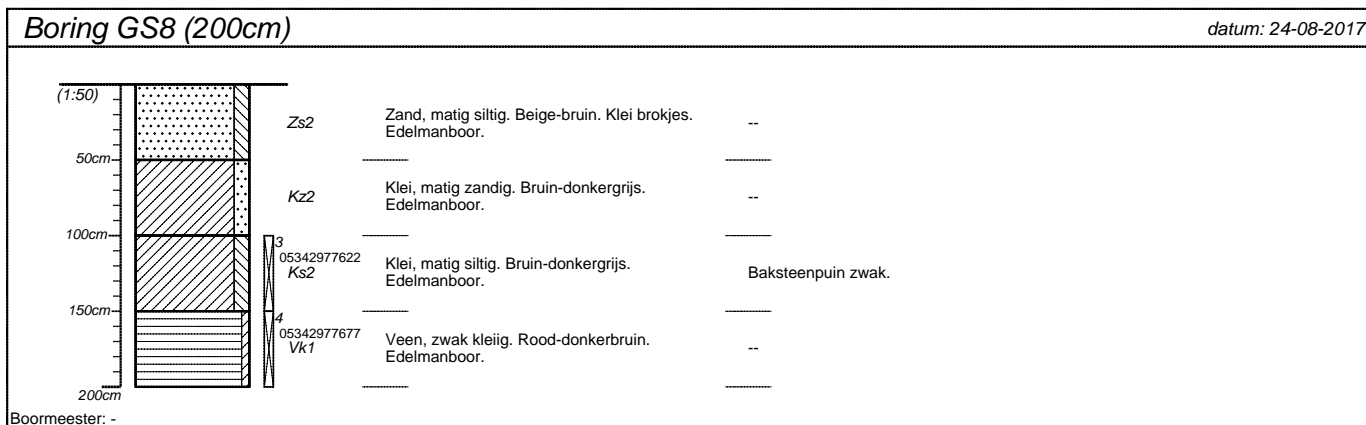 Boring GS8 (200cm)
datum: 24-08-2017
(1:50)
Zs2
Zand, matig siltig. Beige-bruin. Klei brokjes.
Edelmanboor.
--
50cm
Kz2
Klei, matig zandig. Bruin-donkergrijs.
Edelmanboor.
--
100cm
3
05342977622
Ks2
Klei, matig siltig. Bruin-donkergrijs.
Edelmanboor.
Baksteenpuin zwak.
150cm
4
05342977677
Vk1
Veen, zwak kleiig. Rood-donkerbruin.
Edelmanboor.
--
200cm
Boormeester: -